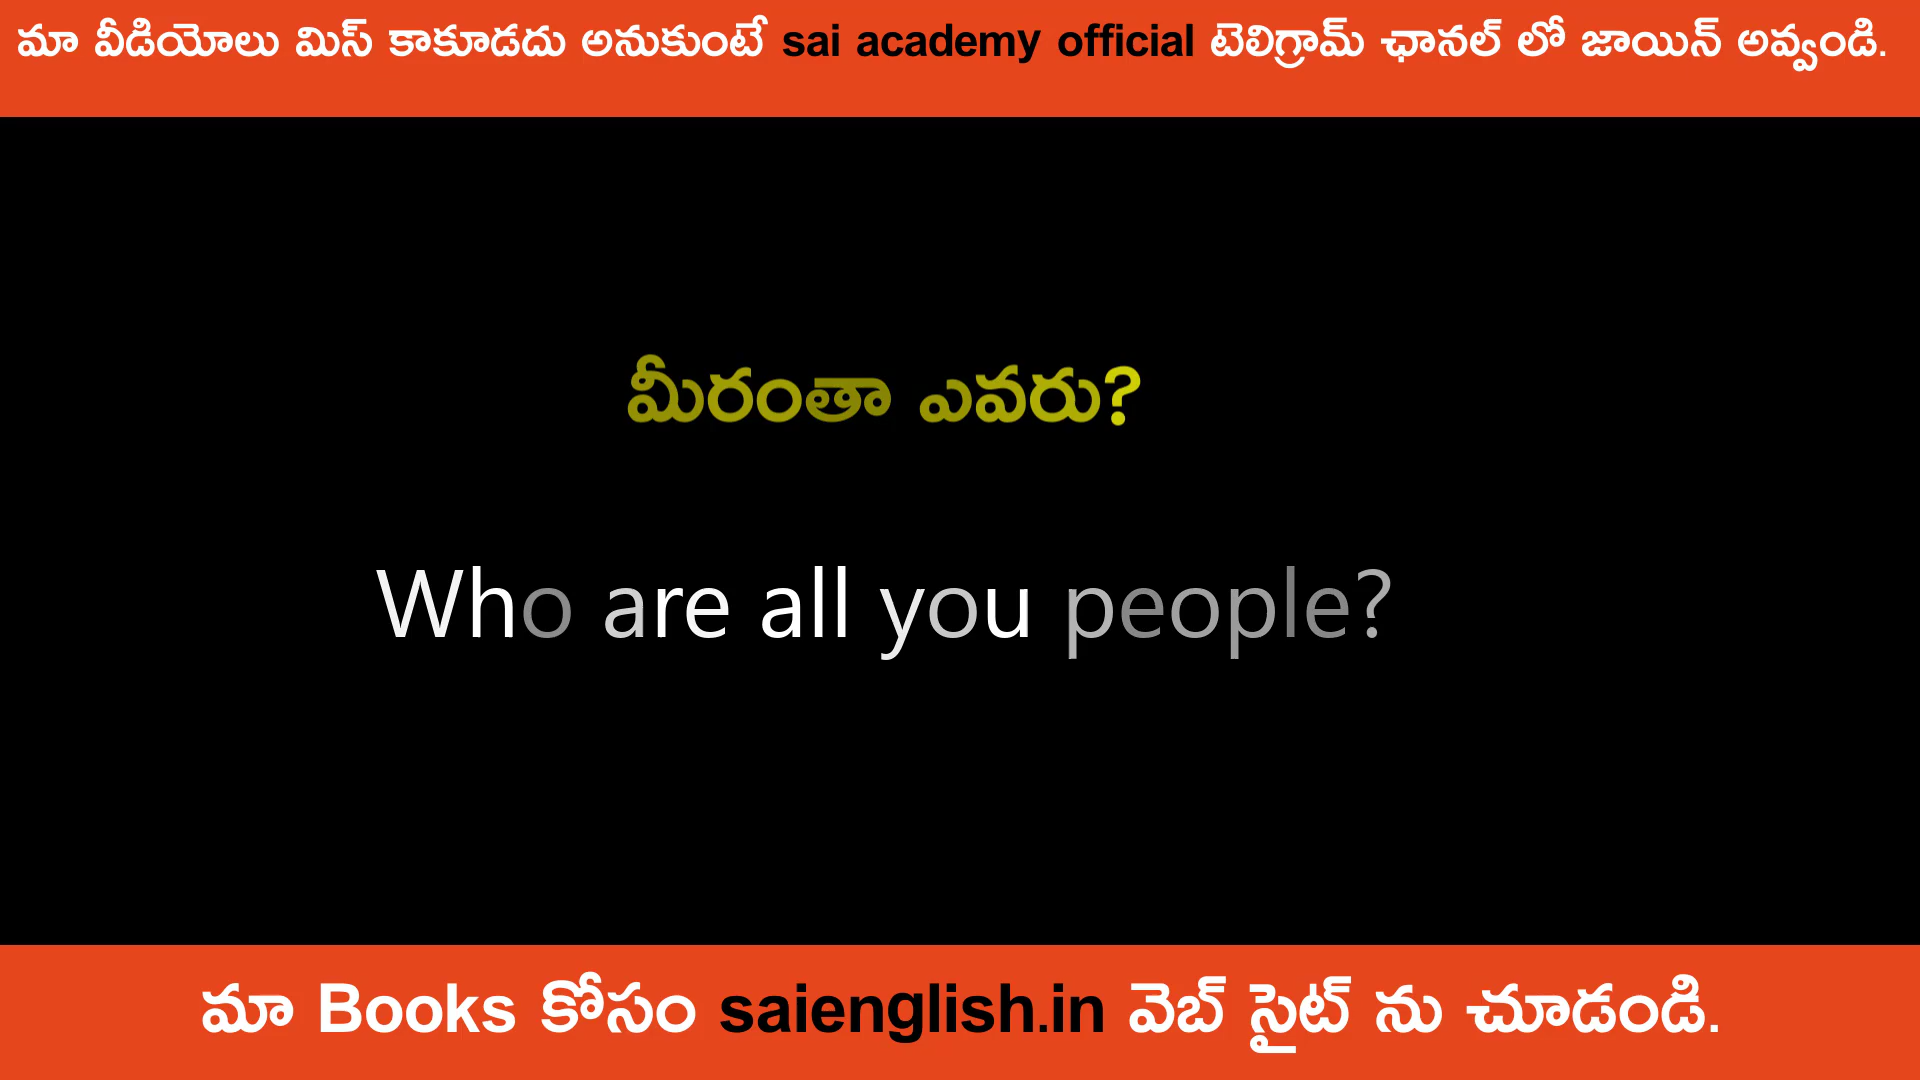 మా వీడియోలు మిస్ కాకూడదు అనుకుంటే sai academy official టెలిగ్రామ్ ఛానల్ లో జాయిన్ అవ్వండి.
మీరంతా ఎవరు?
Who are all you people?
మా Books కోసం saienglish.in వెబ్ సైట్ ను చూడండి.